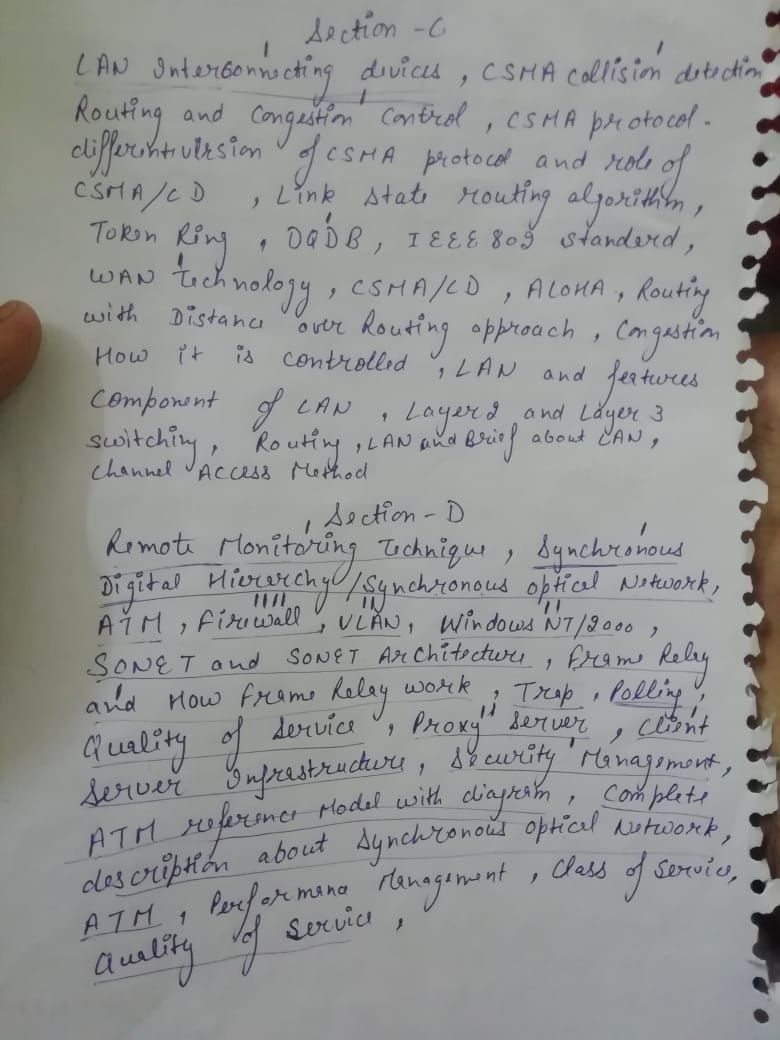 Section - C
LAN Interconnecting devices, CSMA collision detection
Routing and Congestion Control, CSMA protocol.
different version of CSMA protocol and role of
CSMA/CD, Link state routing algorithm,
Token Ring, DQDB, IEEE 802 standerd,
WAN Technology, CSMA/CD, ALOHA, Routing
with Distance over Routing approach, Congestion
How it is controlled, LAN and features
Component of LAN, Layer 2 and Layer 3
switching, Routing, LAN and Brief about LAN,
Channel Access Method
Section - D
Remote Monitoring Technique, Synchronous
Digital Hierarchy/Synchronous optical Network,
ATM, Firewall, VLAN, Windows NT/2000,
SONET and SONET Architecture, Frame Relay
and How Frame Relay work, Trap, Polling,
Quality of Service, Proxy Server, Client
Server Infrastructure, Security Management,
ATM reference Model with diagram, Complete
description about Synchronous optical Network,
ATM, Performance Management, Class of Service,
Quality of Service,